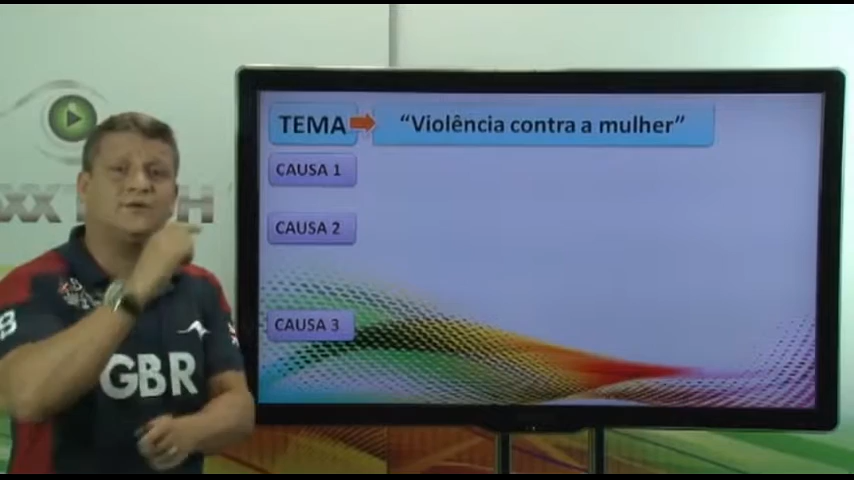 TEMA
"Violência contra a mulher"
CAUSA 1
CAUSA 2
CAUSA 3
GBR